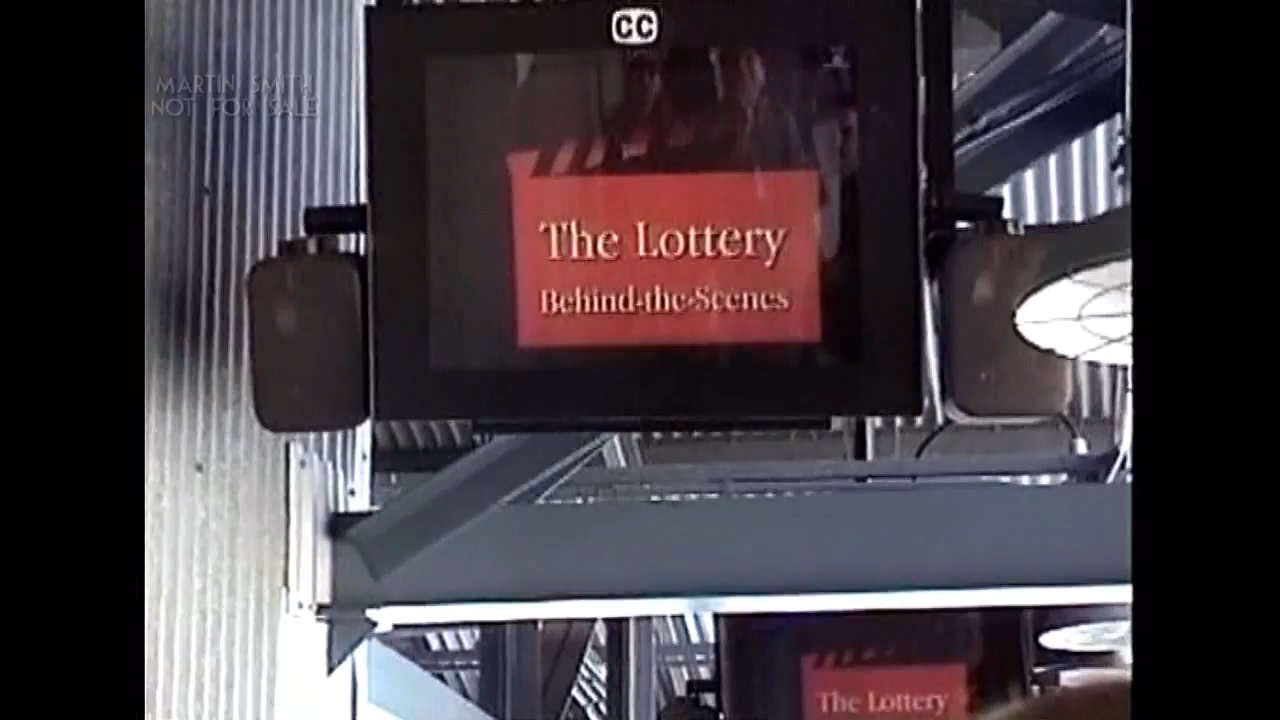 CC
MARTIN SMITH
NOT FOR SALE
The Lottery
Behind-the-Scenes
The Lottery